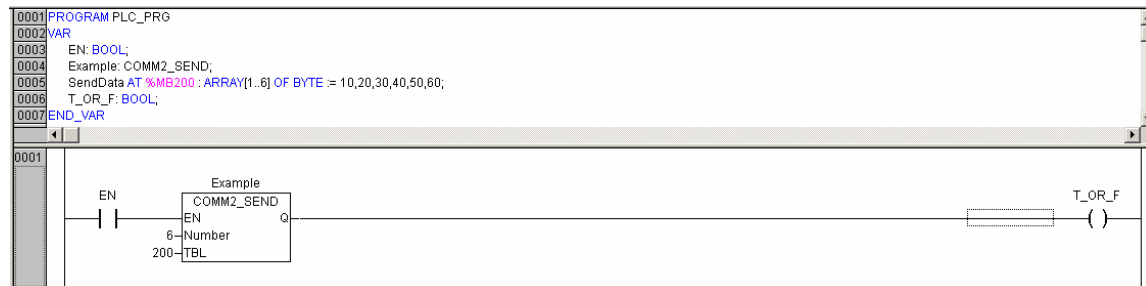 0001 PROGRAM PLC_PRG
0002 VAR
0003 EN: BOOL;
0004 Example: COMM2_SEND;
0005 SendData AT %MB200 : ARRAY[1..6] OF BYTE := 10,20,30,40,50,60;
0006 T_OR_F: BOOL;
0007 END_VAR
0001
Example
EN COMM2_SEND T_OR_F
EN Q
6 Number
200 TBL